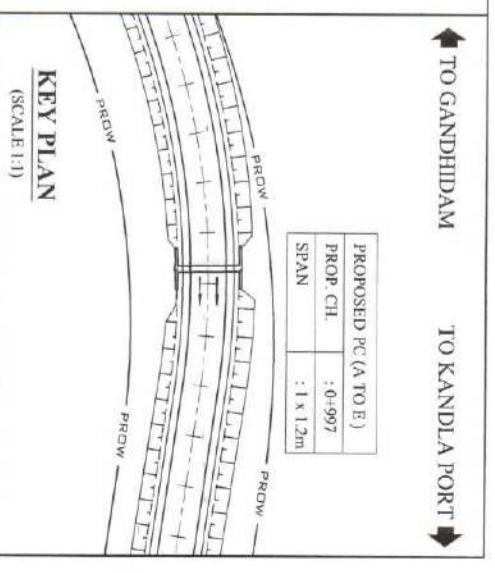 TO GANDHIDAM
TO KANDLA PORT
PROPOSED PC (A TO E )
PROP. CH. : 0+997
SPAN : 1 x 1.2m
PROW
PROW
PROW
PROW
KEY PLAN
(SCALE 1:1)